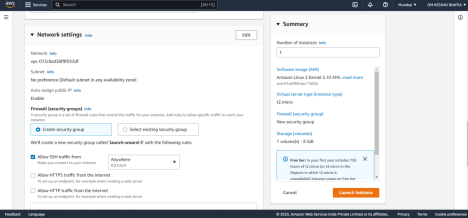 aws
Services
Search
[Alt+S]
Mumbai
OM KESHAV BHATIA
Network settings Info
Edit
Network Info
Subnet Info
No preference (Default subnet in any availability zone)
Auto-assign public IP Info
Enable
Firewall (security groups) Info
A security group is a set of firewall rules that control the traffic for your instance. Add rules to allow specific traffic to reach your instance.
Create security group
Select existing security group
We'll create a new security group called 'launch-wizard-1' with the following rules:
Allow SSH traffic from
Helps you connect to your instance
Anywhere
0.0.0.0/0
Allow HTTPS traffic from the internet
To set up an endpoint, for example when creating a web server
Allow HTTP traffic from the internet
To set up an endpoint, for example when creating a web server
Summary
Number of instances Info
1
Software Image (AMI)
Amazon Linux 2 Kernel 5.10 AMI...read more
Virtual server type (instance type)
t2.micro
Firewall (security group)
New security group
Storage (volumes)
1 volume(s) - 8 GiB
Free tier: In your first year includes 750
hours of t2.micro (or t3.micro in the
Regions in which t2.micro is
unavailable) instance usage on free tier
Cancel
Launch instance
Feedback
Language
© 2023, Amazon Web Services India Private Limited or its affiliates.
Privacy
Terms
Cookie preferences